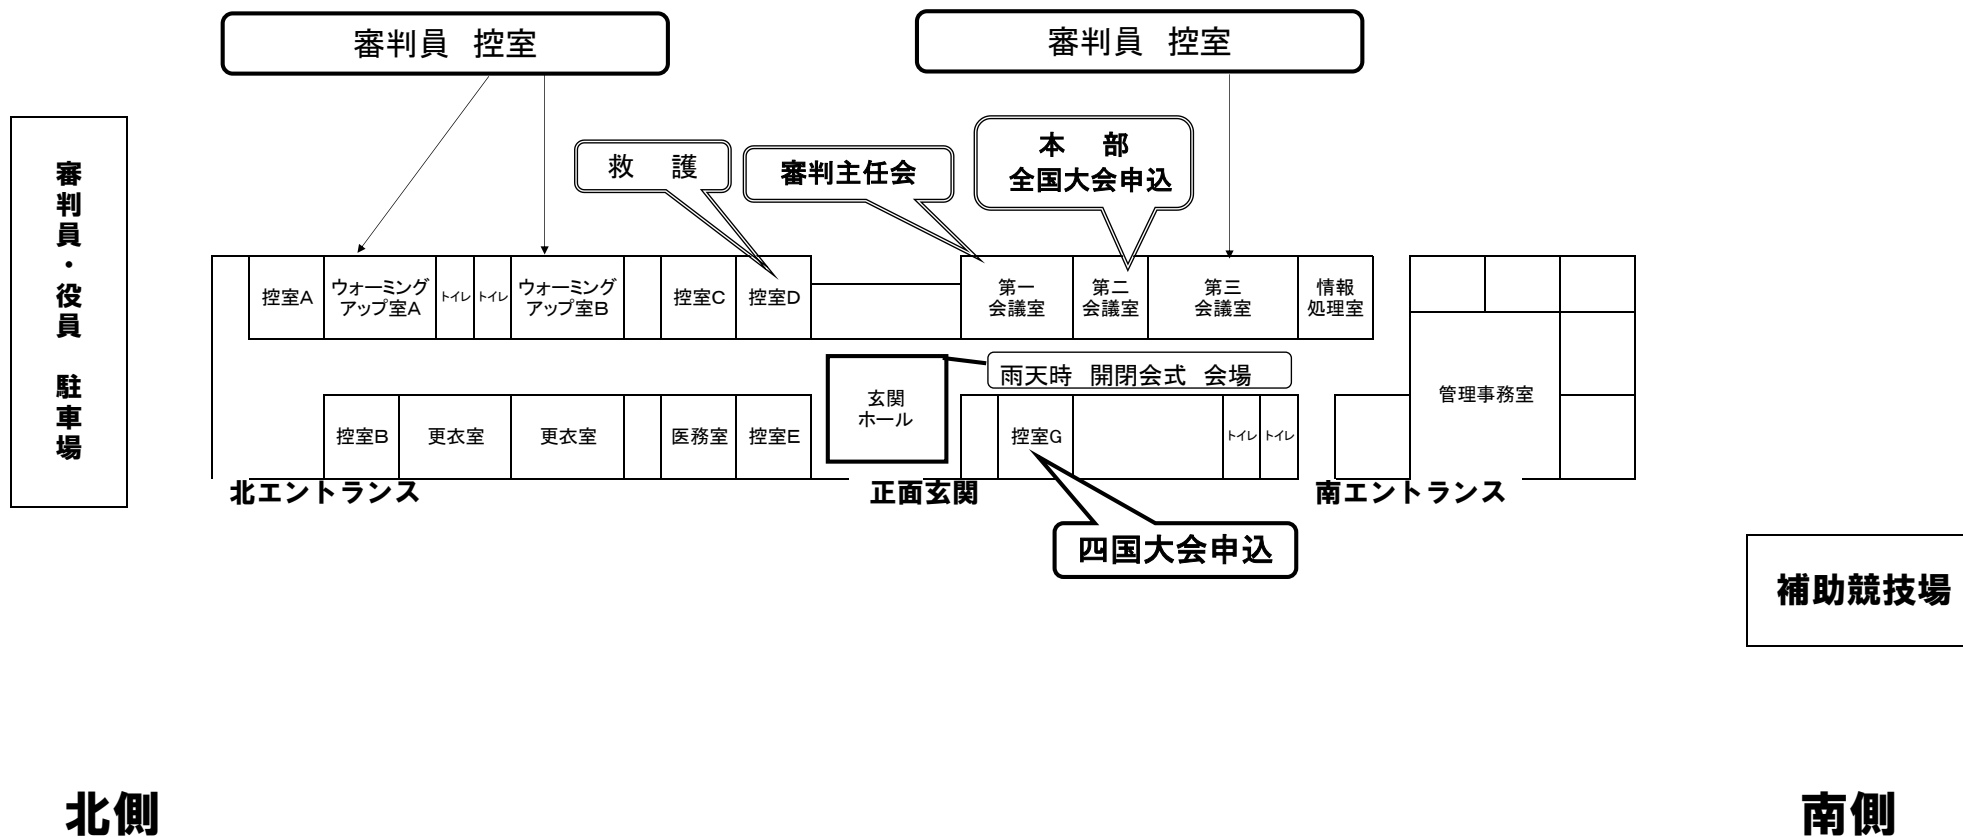 審判員　控室
審判員　控室
審判員・役員　駐車場
救　護
審判主任会
本　部
全国大会申込
控室A
ウォーミング
アップ室A
トイレ
トイレ
ウォーミング
アップ室B
控室C
控室D
第一
会議室
第二
会議室
第三
会議室
情報
処理室
雨天時　開閉会式　会場
玄関
ホール
管理事務室
控室B
更衣室
更衣室
医務室
控室E
控室G
トイレ
トイレ
北エントランス
正面玄関
南エントランス
四国大会申込
補助競技場
北側
南側